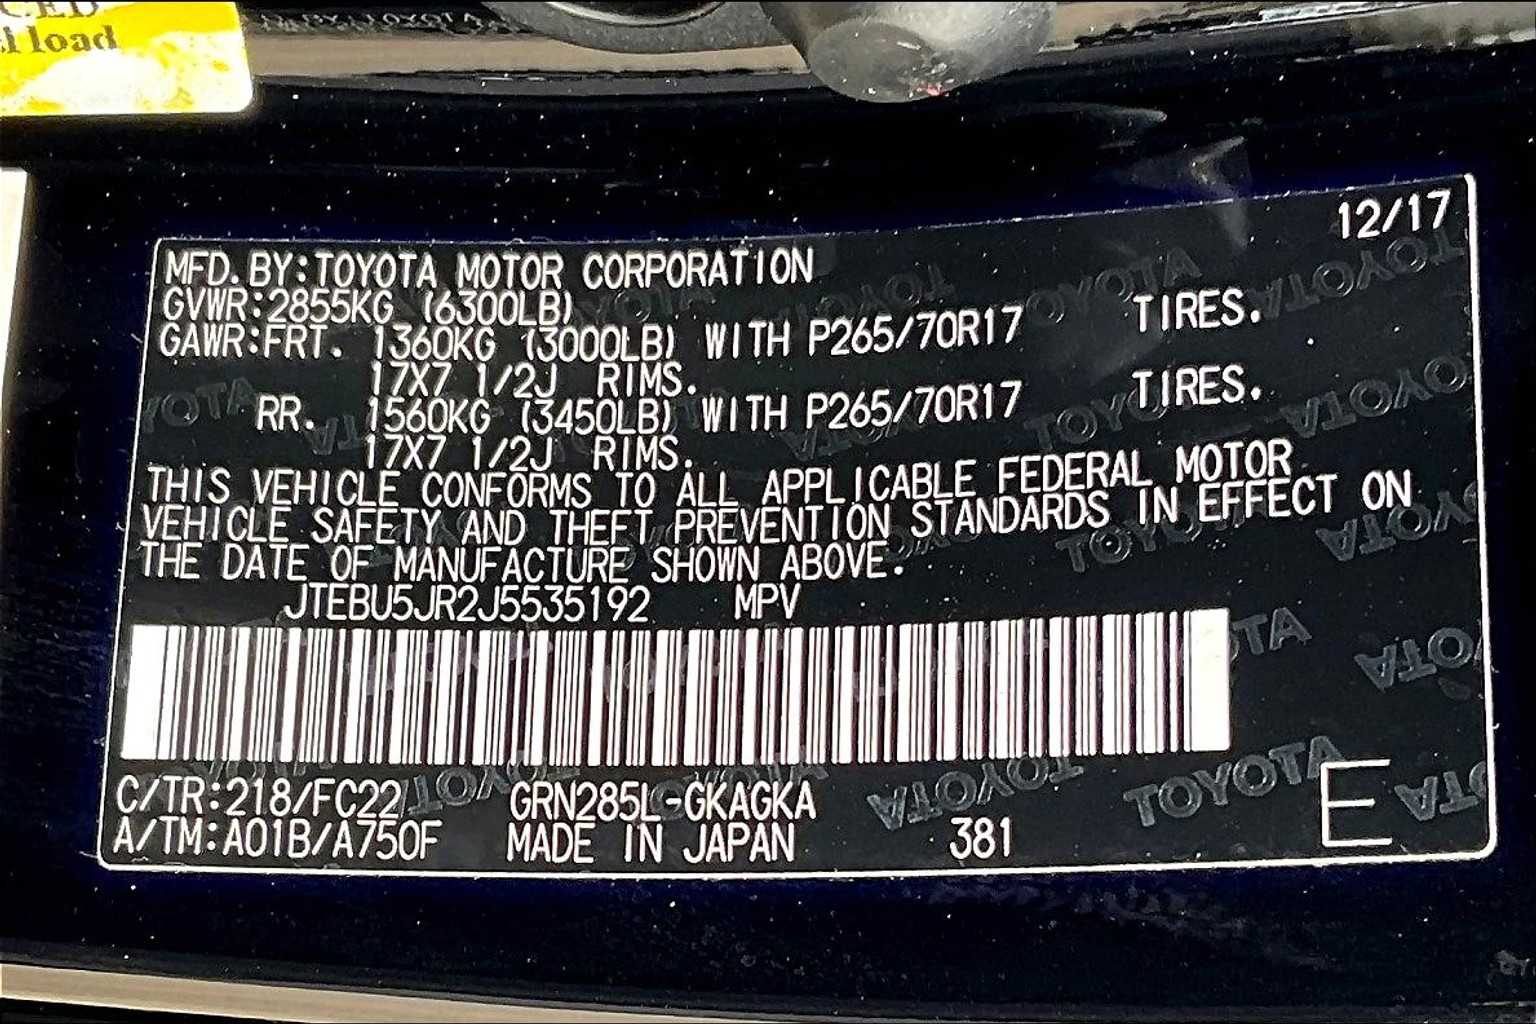 l load
12/17
MFD. BY:TOYOTA MOTOR CORPORATION
GVWR:2855KG (6300LB)
GAWR:FRT. 1360KG (3000LB) WITH P265/70R17 TIRES.
17X7 1/2J RIMS.
RR. 1560KG (3450LB) WITH P265/70R17 TIRES.
17X7 1/2J RIMS.
THIS VEHICLE CONFORMS TO ALL APPLICABLE FEDERAL MOTOR
VEHICLE SAFETY AND THEFT PREVENTION STANDARDS IN EFFECT ON
THE DATE OF MANUFACTURE SHOWN ABOVE.
JTEBU5JR2J5535192 MPV
C/TR:218/FC22 GRN285L-GKAGKA
A/TM:A01B/A750F MADE IN JAPAN 381 E